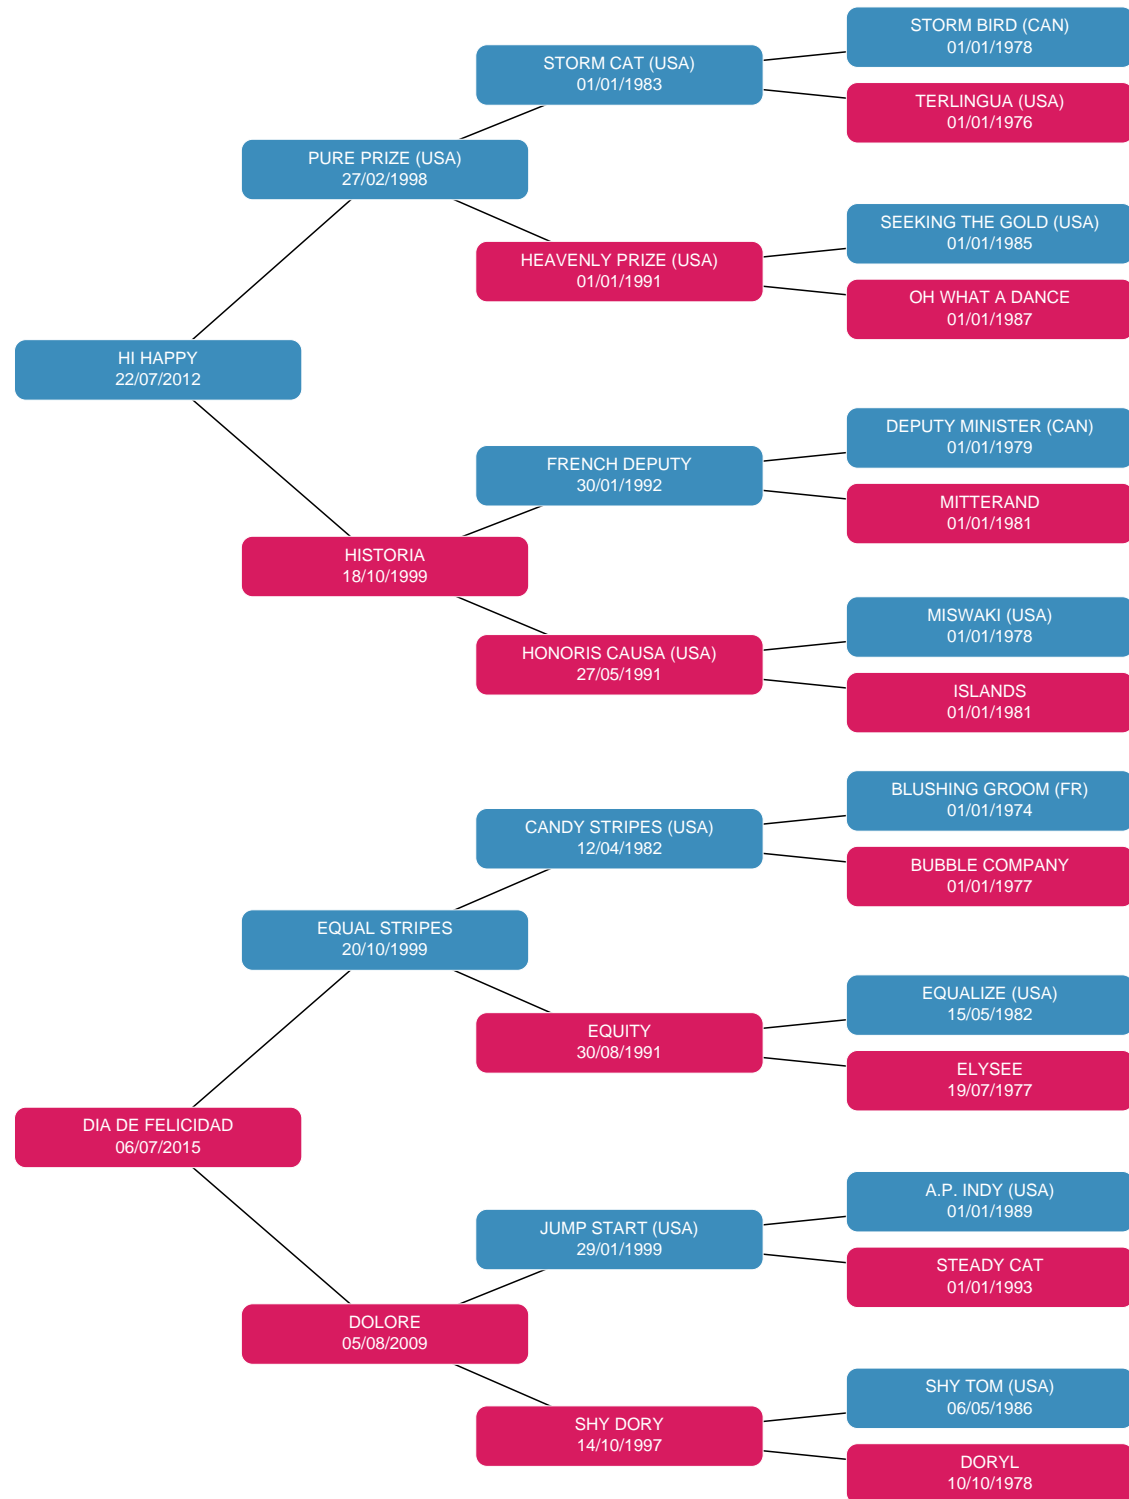 STORM BIRD (CAN)
01/01/1978
STORM CAT (USA)
01/01/1983
TERLINGUA (USA)
01/01/1976
PURE PRIZE (USA)
27/02/1998
SEEKING THE GOLD (USA)
01/01/1985
HEAVENLY PRIZE (USA)
01/01/1991
OH WHAT A DANCE
01/01/1987
HI HAPPY
22/07/2012
DEPUTY MINISTER (CAN)
01/01/1979
FRENCH DEPUTY
30/01/1992
MITTERAND
01/01/1981
HISTORIA
18/10/1999
MISWAKI (USA)
01/01/1978
HONORIS CAUSA (USA)
27/05/1991
ISLANDS
01/01/1981
BLUSHING GROOM (FR)
01/01/1974
CANDY STRIPES (USA)
12/04/1982
BUBBLE COMPANY
01/01/1977
EQUAL STRIPES
20/10/1999
EQUALIZE (USA)
15/05/1982
EQUITY
30/08/1991
ELYSEE
19/07/1977
DIA DE FELICIDAD
06/07/2015
A.P. INDY (USA)
01/01/1989
JUMP START (USA)
29/01/1999
STEADY CAT
01/01/1993
DOLORE
05/08/2009
SHY TOM (USA)
06/05/1986
SHY DORY
14/10/1997
DORYL
10/10/1978